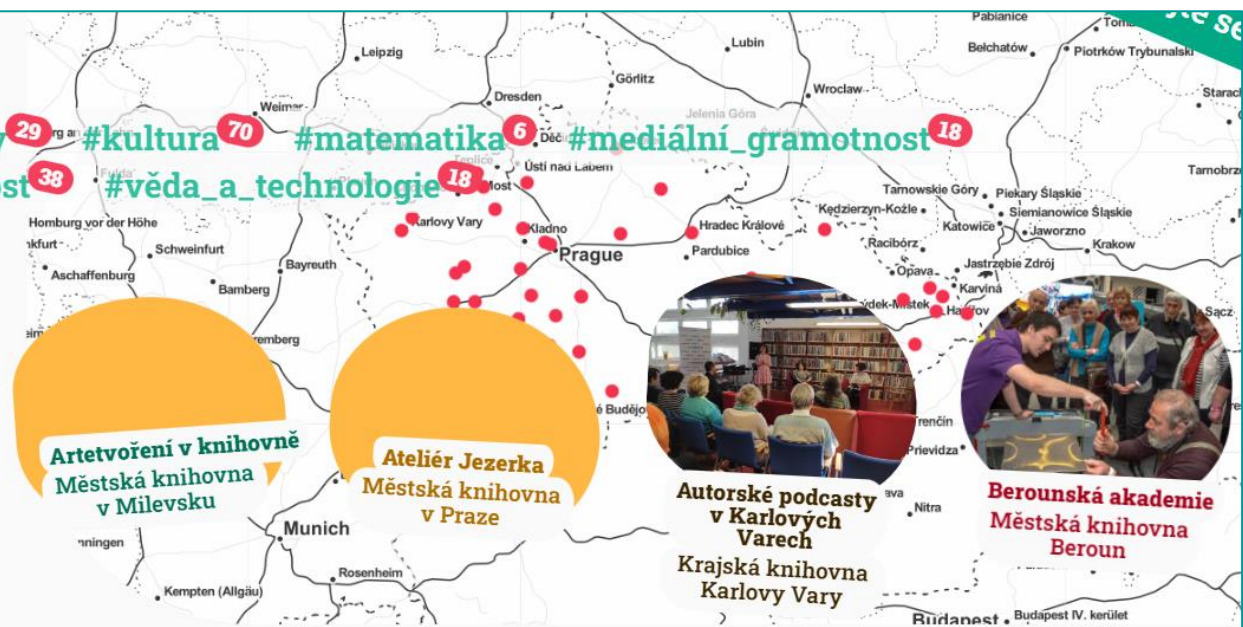 Pabianice
Lubin
Leipzig
Bełchatów
Piotrków Trybunalski
Görlitz
Wrocław
Dresden
Weimar
Jelenia Góra
29
#kultura 70
#matematika 6
#mediální_gramotnost 18
Ústí nad Labem
38
#věda_a_technologie 18
Most
Tarnowskie Góry
Piekary Śląskie
Homburg vor der Höhe
Karlovy Vary
Kladno
Hradec Králové
Kędzierzyn-Koźle
Siemianowice Śląskie
Katowice
Jaworzno
Schweinfurt
Prague
Pardubice
Racibórz
Krakow
Aschaffenburg
Bayreuth
Opava
Jastrzębie Zdrój
Bamberg
Karviná
Artetvoření v knihovně
Městská knihovna
v Milevsku
Ateliér Jezerka
Městská knihovna
v Praze
Autorské podcasty
v Karlových
Varech
Krajská knihovna
Karlovy Vary
Berounská akademie
Městská knihovna
Beroun
Prievidza
Nitra
Munich
Rosenheim
Kempten (Allgäu)
Budapest
Budapest IV. kerület